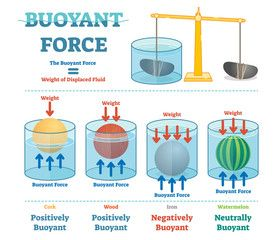 BUOYANT
FORCE
The Buoyant Force
=
Weight of Displaced Fluid
Weight
Weight
Weight
Weight
Buoyant Force
Buoyant Force
Buoyant Force
Buoyant Force
Cork
Positively
Buoyant
Wood
Positively
Buoyant
Iron
Negatively
Buoyant
Watermelon
Neutrally
Buoyant